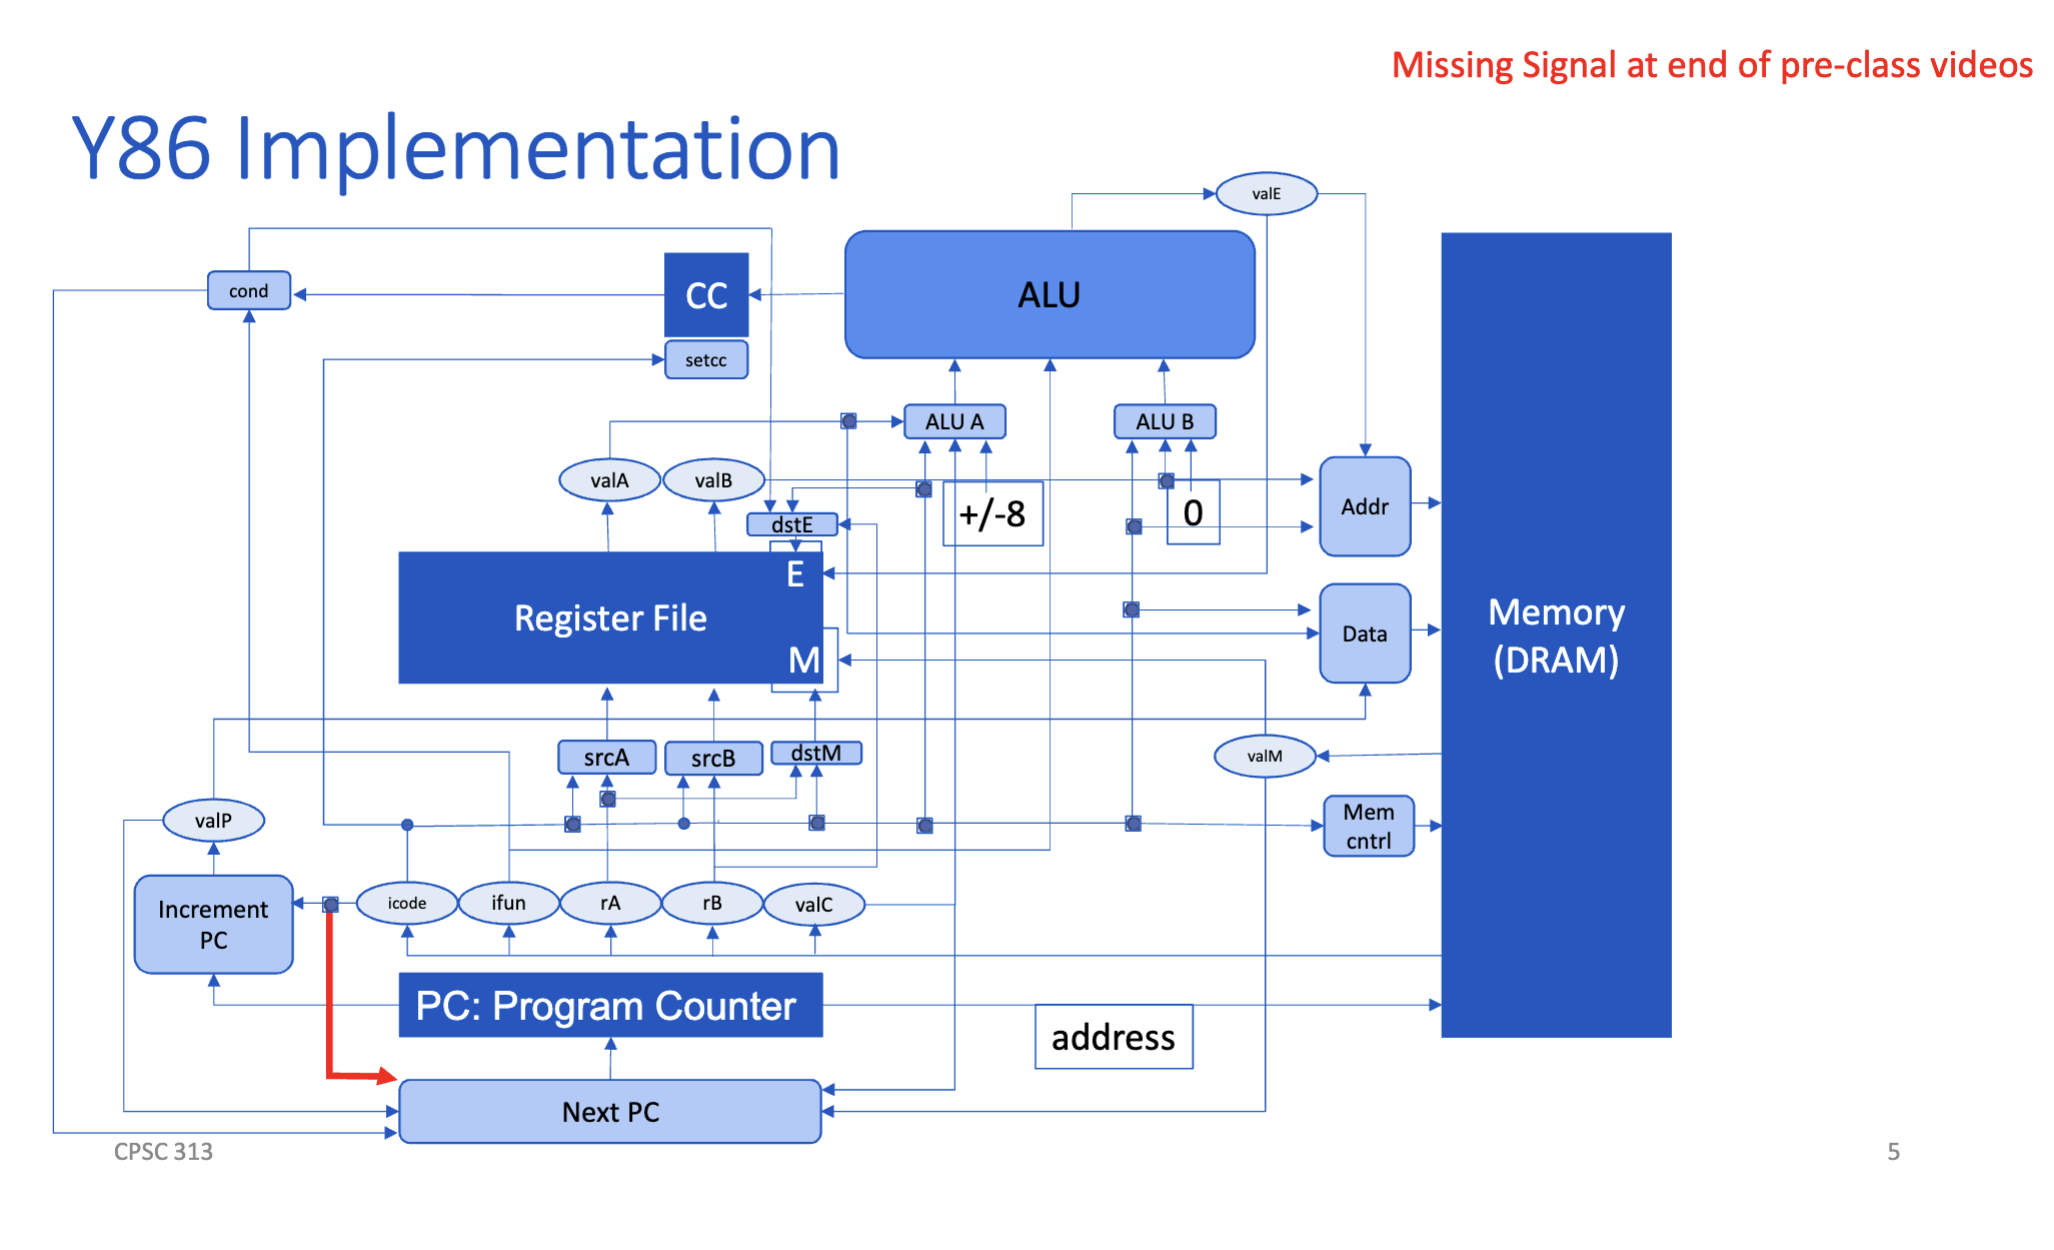 Missing Signal at end of pre-class videos
Y86 Implementation
valE
cond
CC
ALU
setcc
ALU A
ALU B
valA
valB
dstE
+/-8
0
Addr
E
Register File
M
Data
Memory
(DRAM)
srcA
srcB
dstM
valM
valP
Mem
cntrl
Increment
PC
icode
ifun
rA
rB
valC
PC: Program Counter
address
Next PC
CPSC 313
5